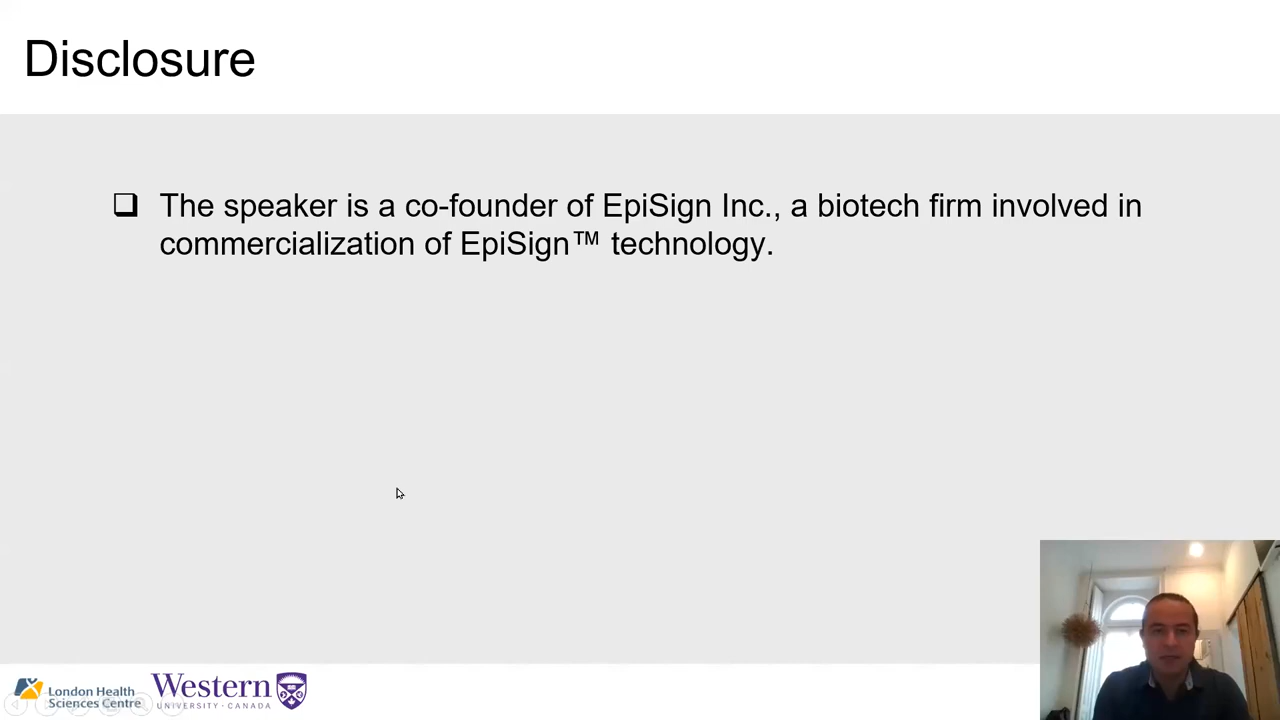 Disclosure
❑ The speaker is a co-founder of EpiSign Inc., a biotech firm involved in
commercialization of EpiSign™ technology.
London Health
Sciences Centre
Western
UNIVERSITY · CANADA